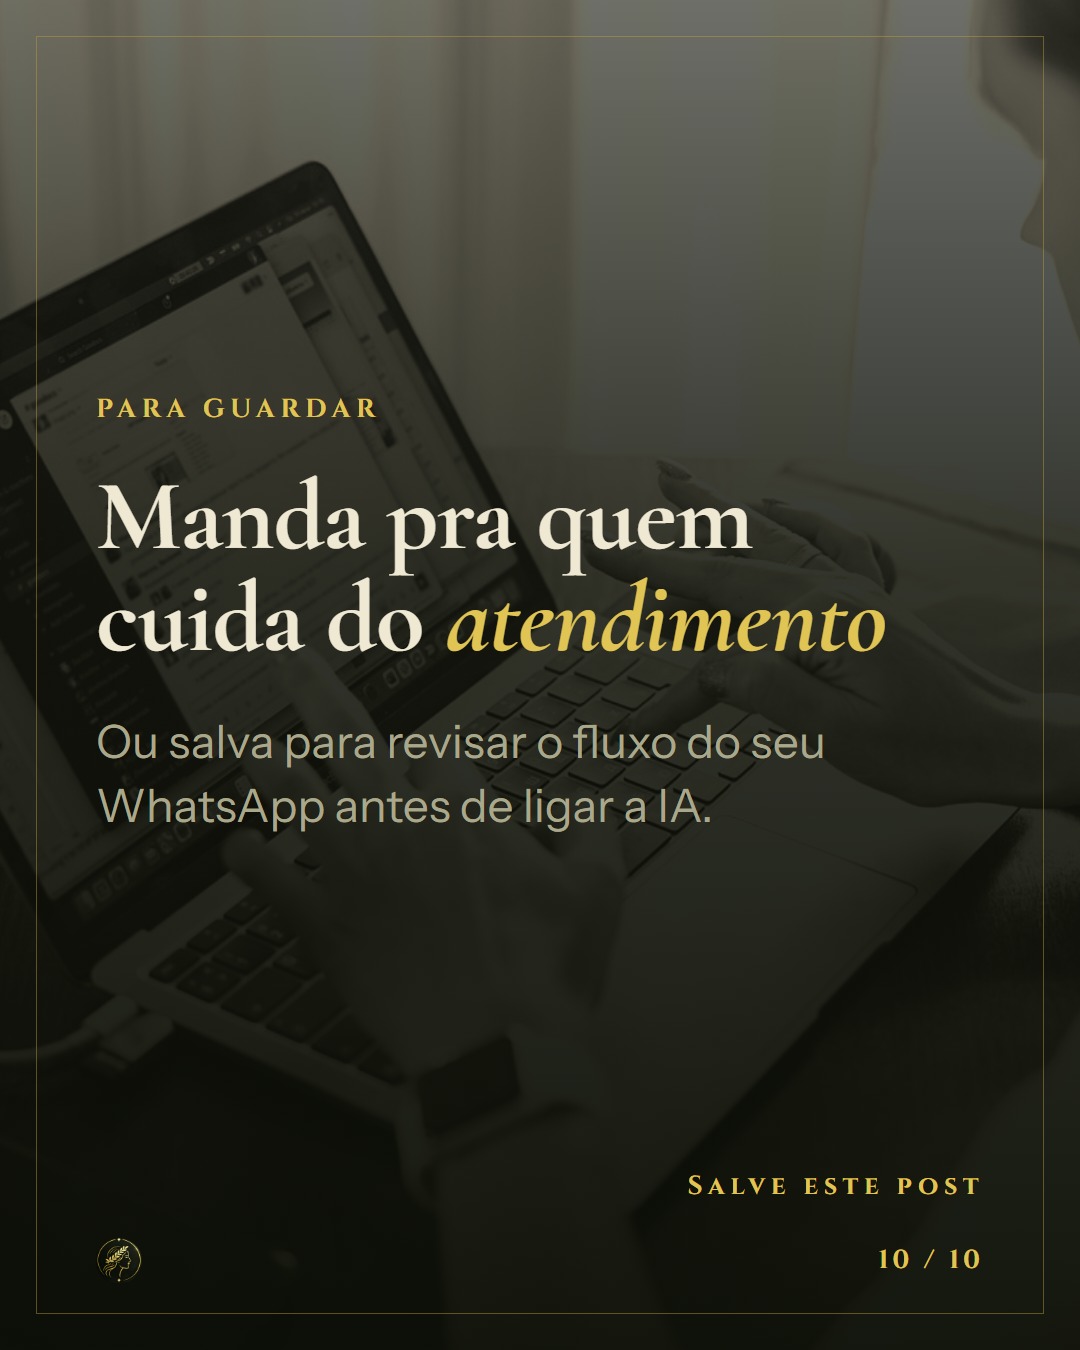 PARA GUARDAR
Manda pra quem
cuida do atendimento
Ou salva para revisar o fluxo do seu
WhatsApp antes de ligar a IA.
SALVE ESTE POST
10 / 10